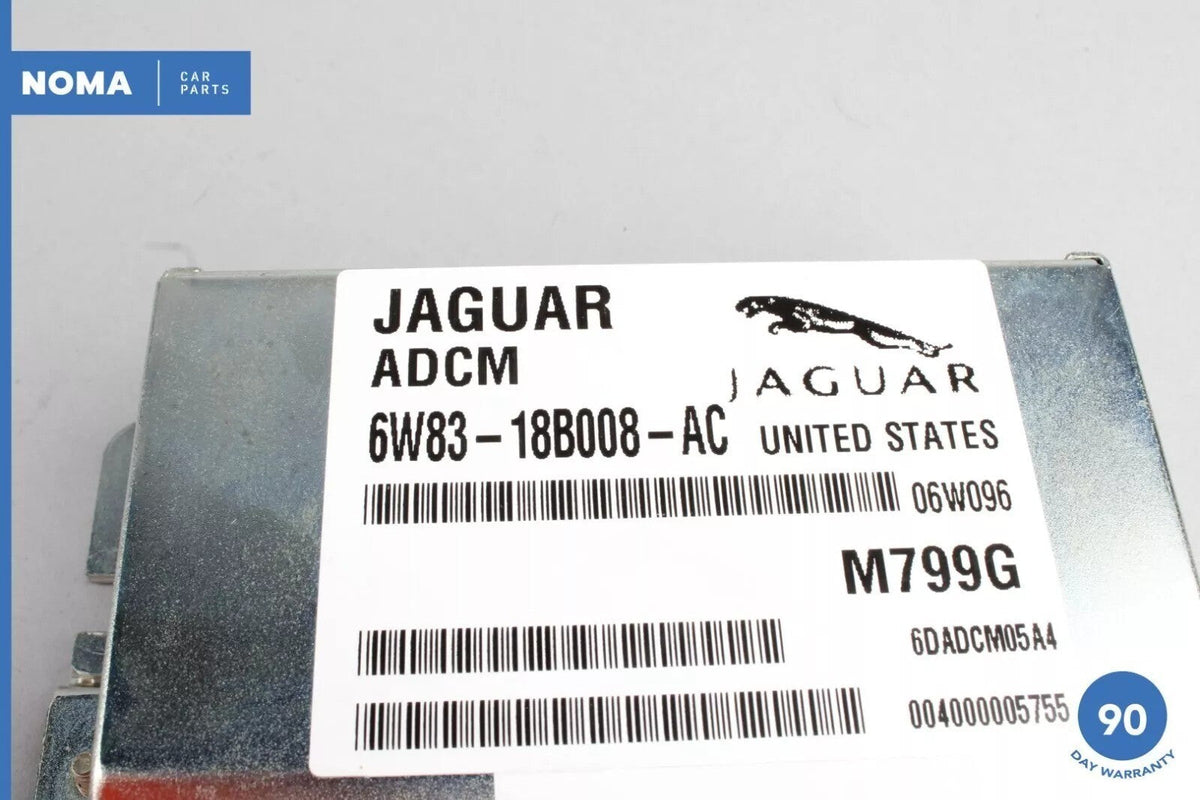 NOMA
CAR
PARTS
JAGUAR
ADCM
6W83-18B008-AC
JAGUAR
UNITED STATES
06W096
M799G
6DADCM05A4
004000005755
90
DAY WARRANTY